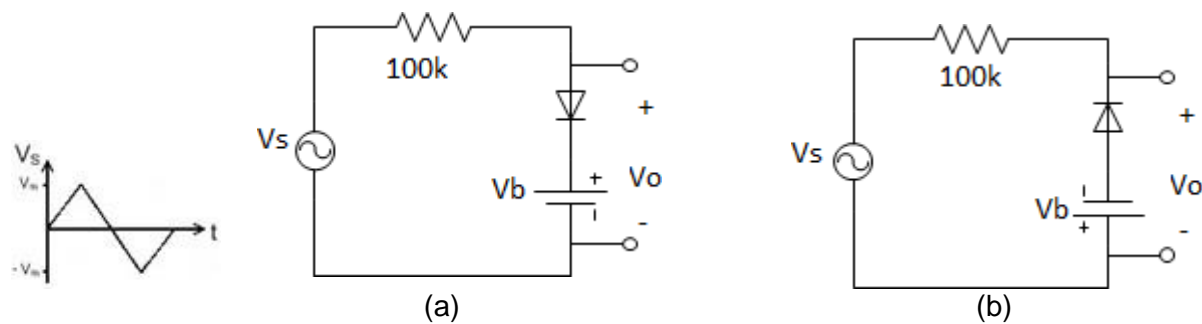 Vs
Vm
t
- Vm
100k
Vs
+
Vb
+
-
Vo
-
(a)
100k
Vs
+
Vb
-
+
Vo
-
(b)